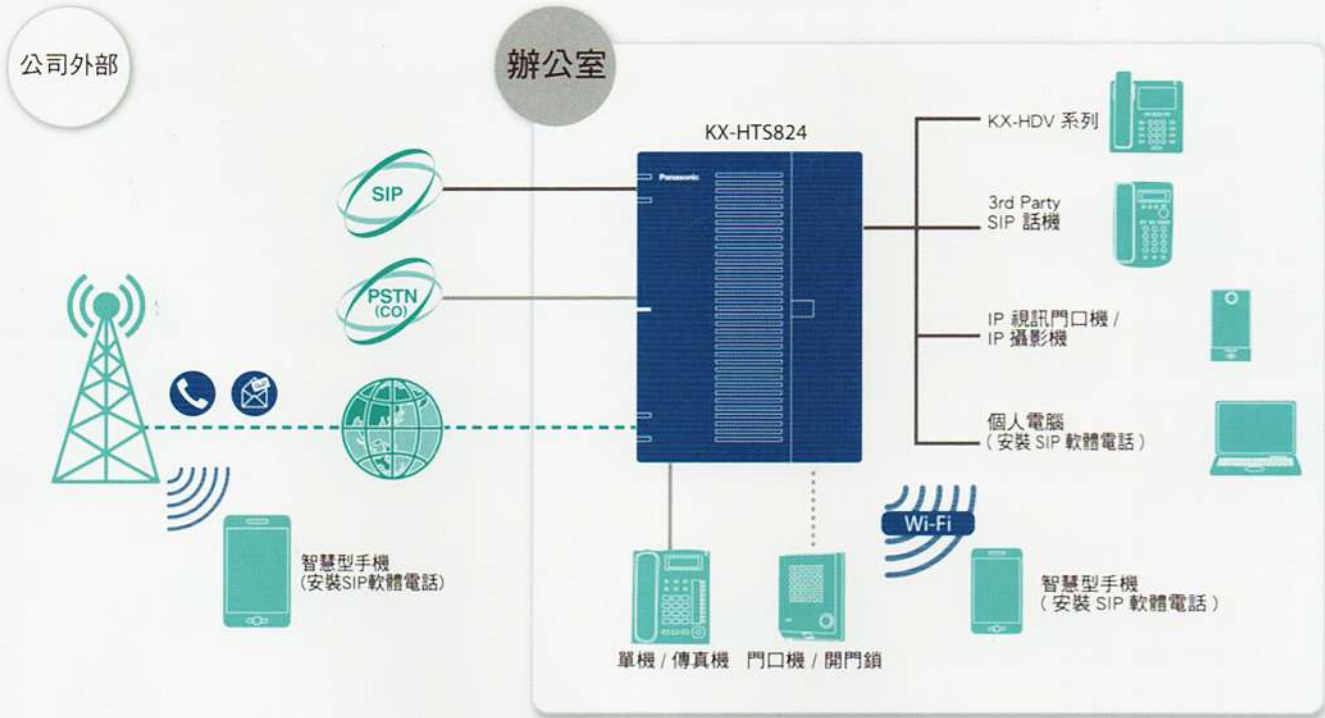 公司外部
辦公室
KX-HTS824
Panasonic
SIP
PSTN
(CO)
KX-HDV 系列
3rd Party
SIP 話機
IP 視訊門口機 /
IP 攝影機
個人電腦
( 安裝 SIP 軟體電話 )
Wi-Fi
智慧型手機
(安裝SIP軟體電話)
智慧型手機
( 安裝 SIP 軟體電話 )
單機 / 傳真機
門口機 / 開門鎖